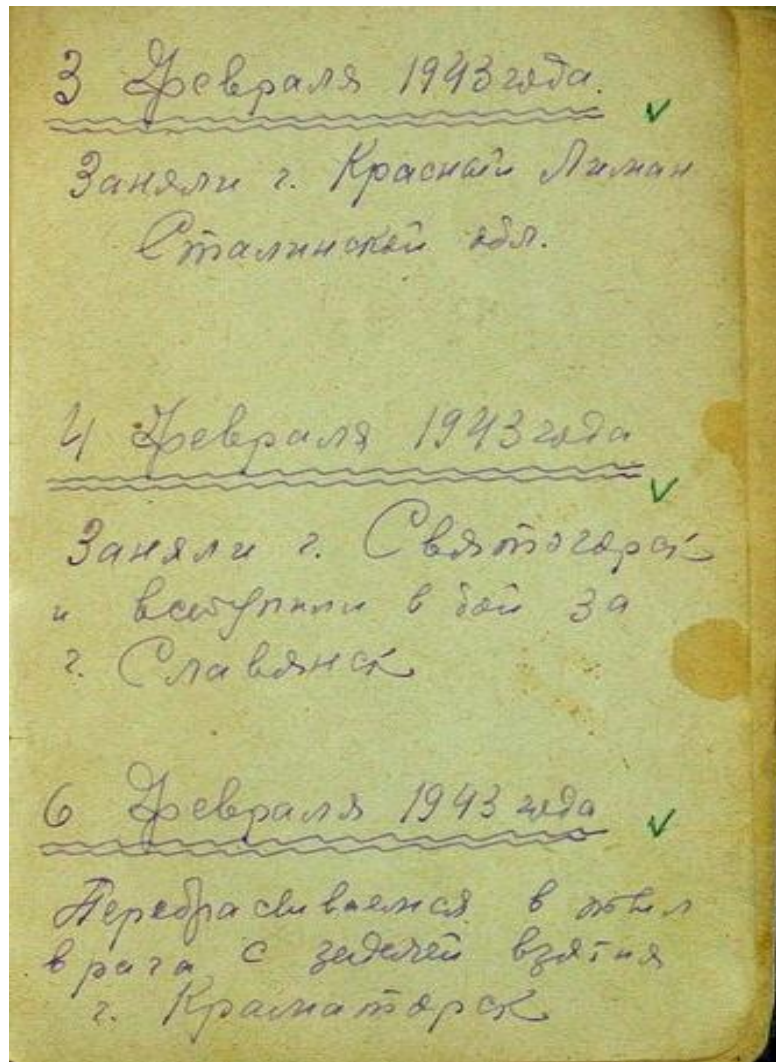 3 Февраля 1943 года.
Заняли г. Красный Лиман
Сталинской обл.
4 Февраля 1943 года
Заняли г. Святогорск
и вступили в бой за
г. Славянск
6 Февраля 1943 года
Перебрасываемся в тыл
врага с задачей взятия
г. Краматорск